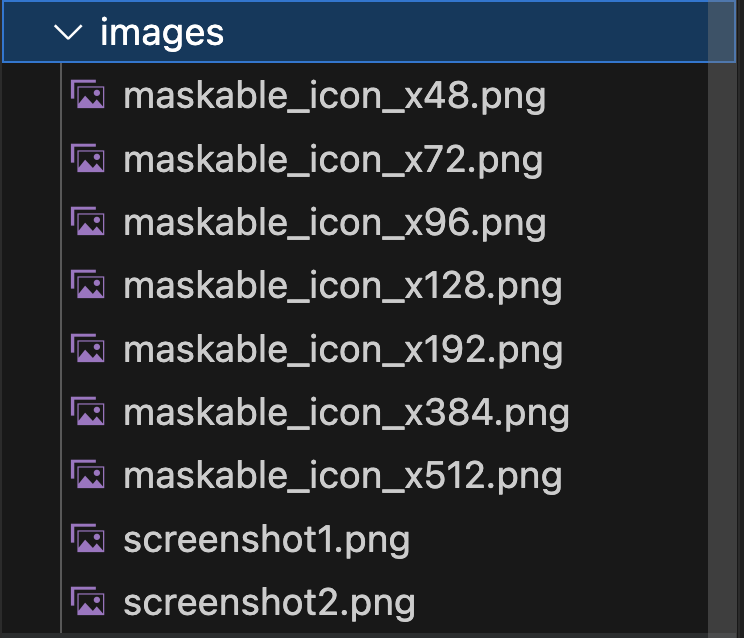 images
maskable_icon_x48.png
maskable_icon_x72.png
maskable_icon_x96.png
maskable_icon_x128.png
maskable_icon_x192.png
maskable_icon_x384.png
maskable_icon_x512.png
screenshot1.png
screenshot2.png